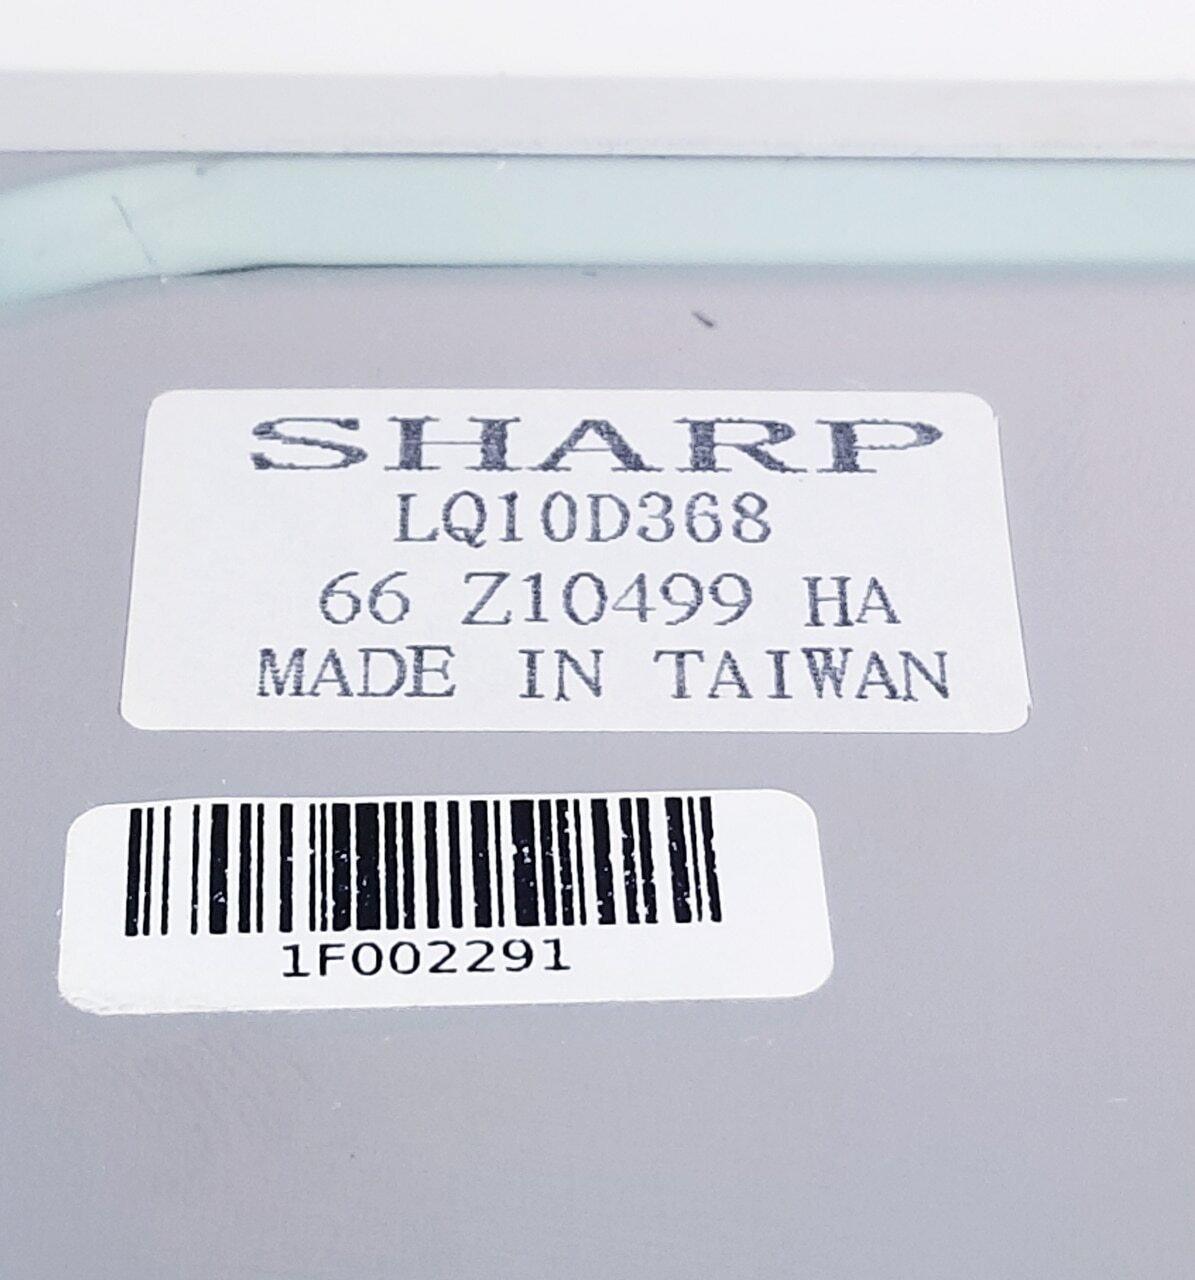 SHARP
LQ10D368
66 Z10499 HA
MADE IN TAIWAN
1F002291